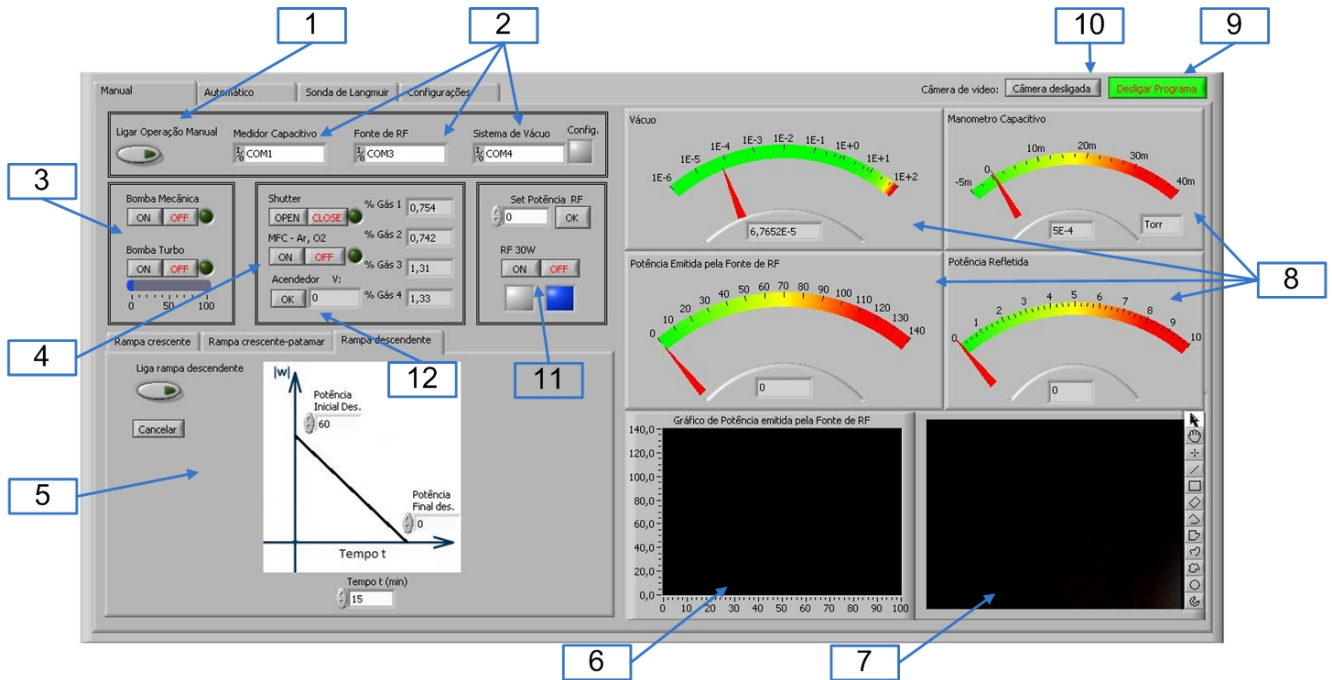 1
2
10
9
Manual
Automático
Sonda de Langmuir
Configurações
Câmera de video:
Câmera desligada
Desligar Programa
Ligar Operação Manual
Medidor Capacitivo
COM1
Fonte de RF
COM3
Sistema de Vácuo
COM4
Config.
3
Bomba Mecânica
ON OFF
Bomba Turbo
ON OFF
0 50 100
Shutter
OPEN CLOSE
MFC - Ar, O2
ON OFF
Acendedor V:
OK 0
% Gás 1 0,754
% Gás 2 0,742
% Gás 3 1,31
% Gás 4 1,33
Set Potência RF
0 OK
RF 30W
ON OFF
4
12
11
Rampa crescente
Rampa crescente-patamar
Rampa descendente
Liga rampa descendente
Cancelar
|w|
Potência
Inicial Des.
60
Potência
Final des.
0
Tempo t
Tempo t (min)
15
5
Vácuo
1E-6 1E-5 1E-4 1E-3 1E-2 1E-1 1E+0 1E+1 1E+2
6,7652E-5
Manometro Capacitivo
-5m 0 10m 20m 30m 40m
5E-4
Torr
8
Potência Emitida pela Fonte de RF
0 10 20 30 40 50 60 70 80 90 100 110 120 130 140
0
Potência Refletida
0 1 2 3 4 5 6 7 8 9 10
0
Gráfico de Potência emitida pela Fonte de RF
140,0
120,0
100,0
80,0
60,0
40,0
20,0
0,0
0 10 20 30 40 50 60 70 80 90 100
6
7